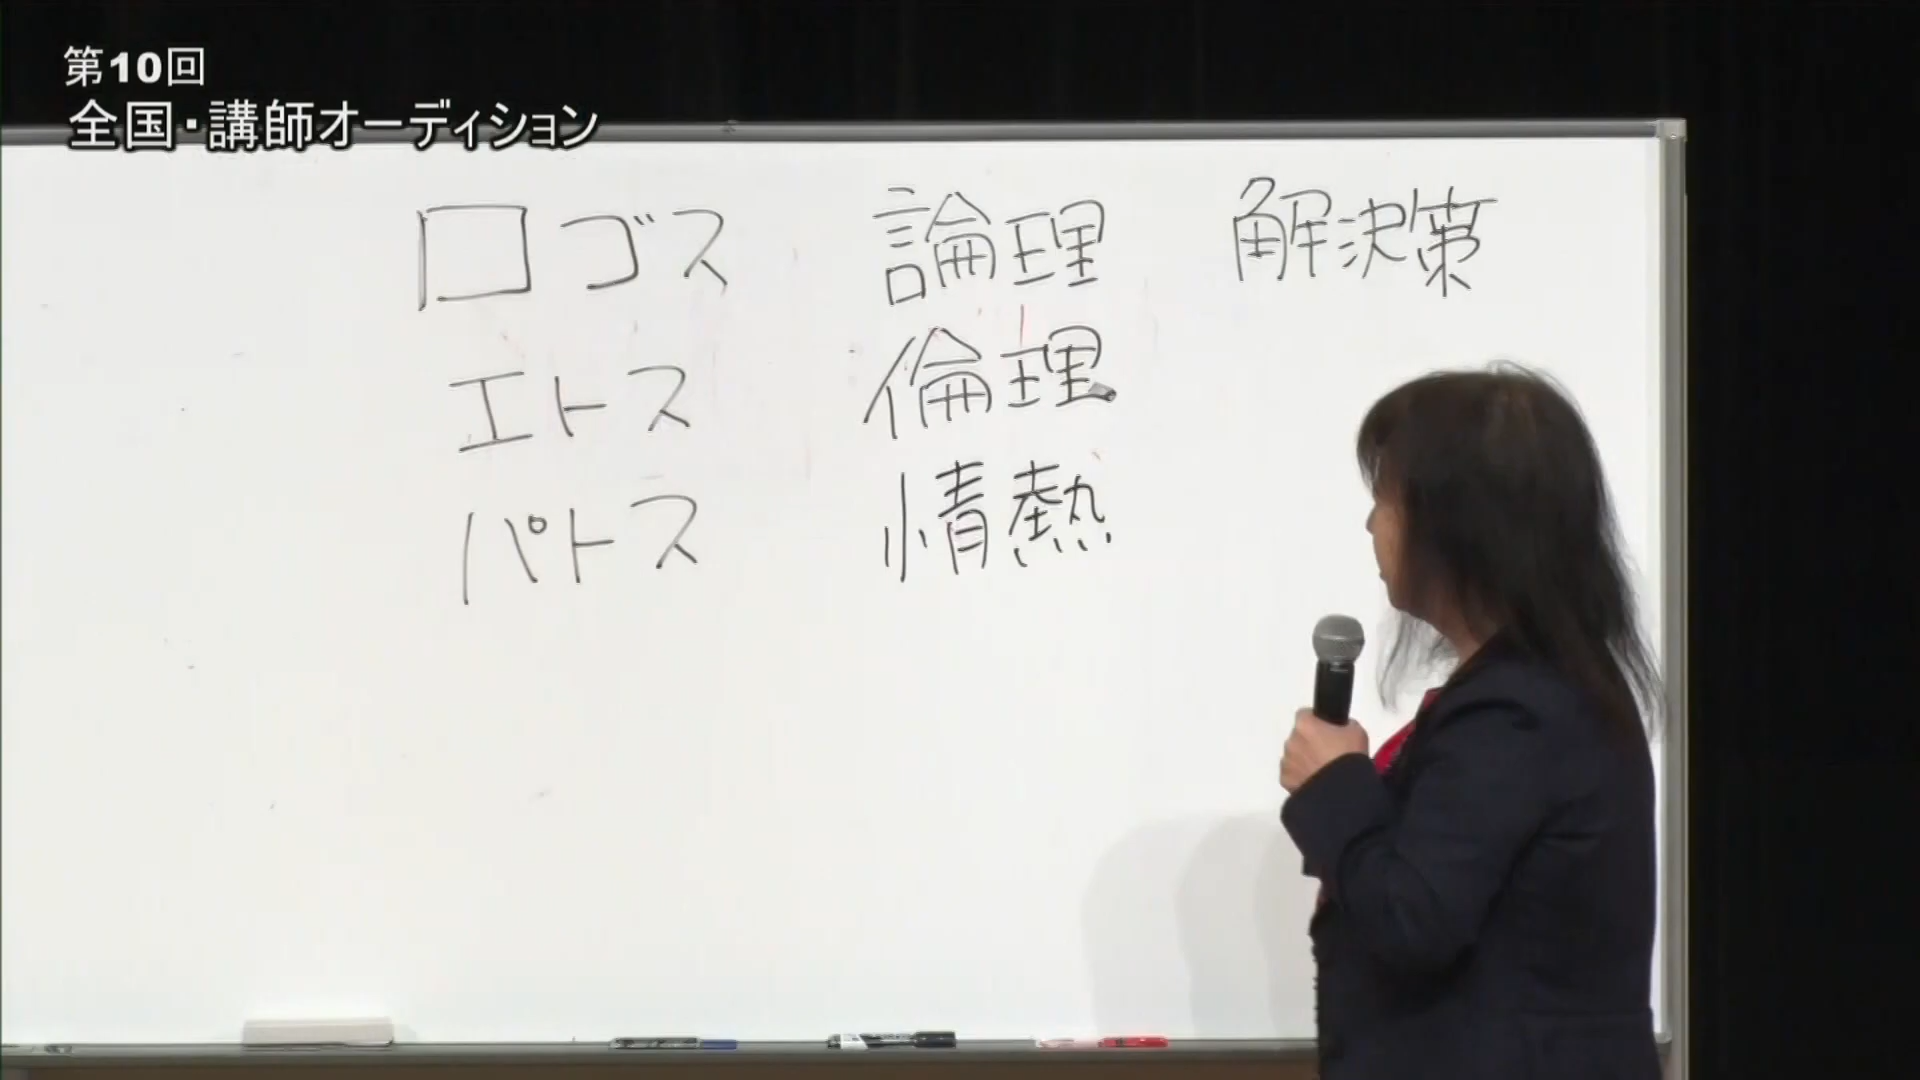 第10回
全国・講師オーディション
ロゴス 論理 解決策
エトス 倫理
パトス 情熱